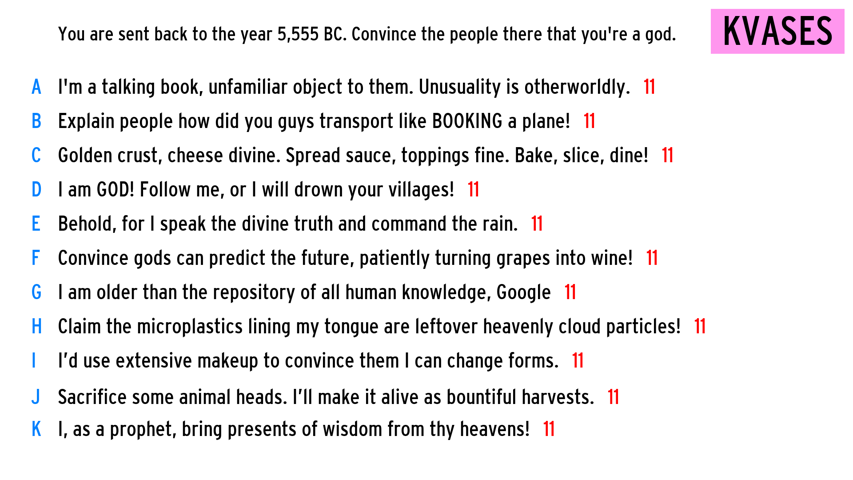 You are sent back to the year 5,555 BC. Convince the people there that you're a god.
KVASES
A I'm a talking book, unfamiliar object to them. Unusuality is otherworldly. 11
B Explain people how did you guys transport like BOOKING a plane! 11
C Golden crust, cheese divine. Spread sauce, toppings fine. Bake, slice, dine! 11
D I am GOD! Follow me, or I will drown your villages! 11
E Behold, for I speak the divine truth and command the rain. 11
F Convince gods can predict the future, patiently turning grapes into wine! 11
G I am older than the repository of all human knowledge, Google 11
H Claim the microplastics lining my tongue are leftover heavenly cloud particles! 11
I I’d use extensive makeup to convince them I can change forms. 11
J Sacrifice some animal heads. I’ll make it alive as bountiful harvests. 11
K I, as a prophet, bring presents of wisdom from thy heavens! 11